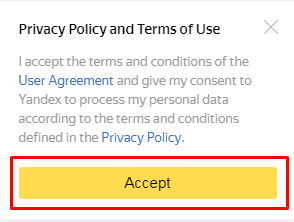 Privacy Policy and Terms of Use
I accept the terms and conditions of the
User Agreement and give my consent to
Yandex to process my personal data
according to the terms and conditions
defined in the Privacy Policy.
Accept